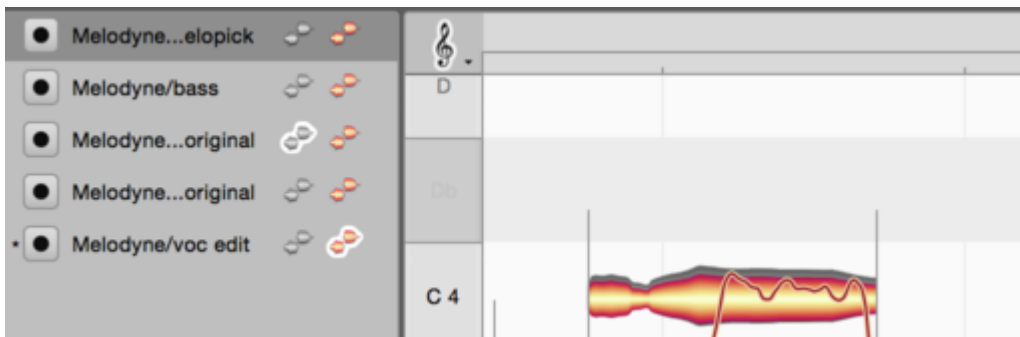 Melodyne...elopick
Melodyne/bass
Melodyne...original
Melodyne...original
Melodyne/voc edit
D
Db
C 4